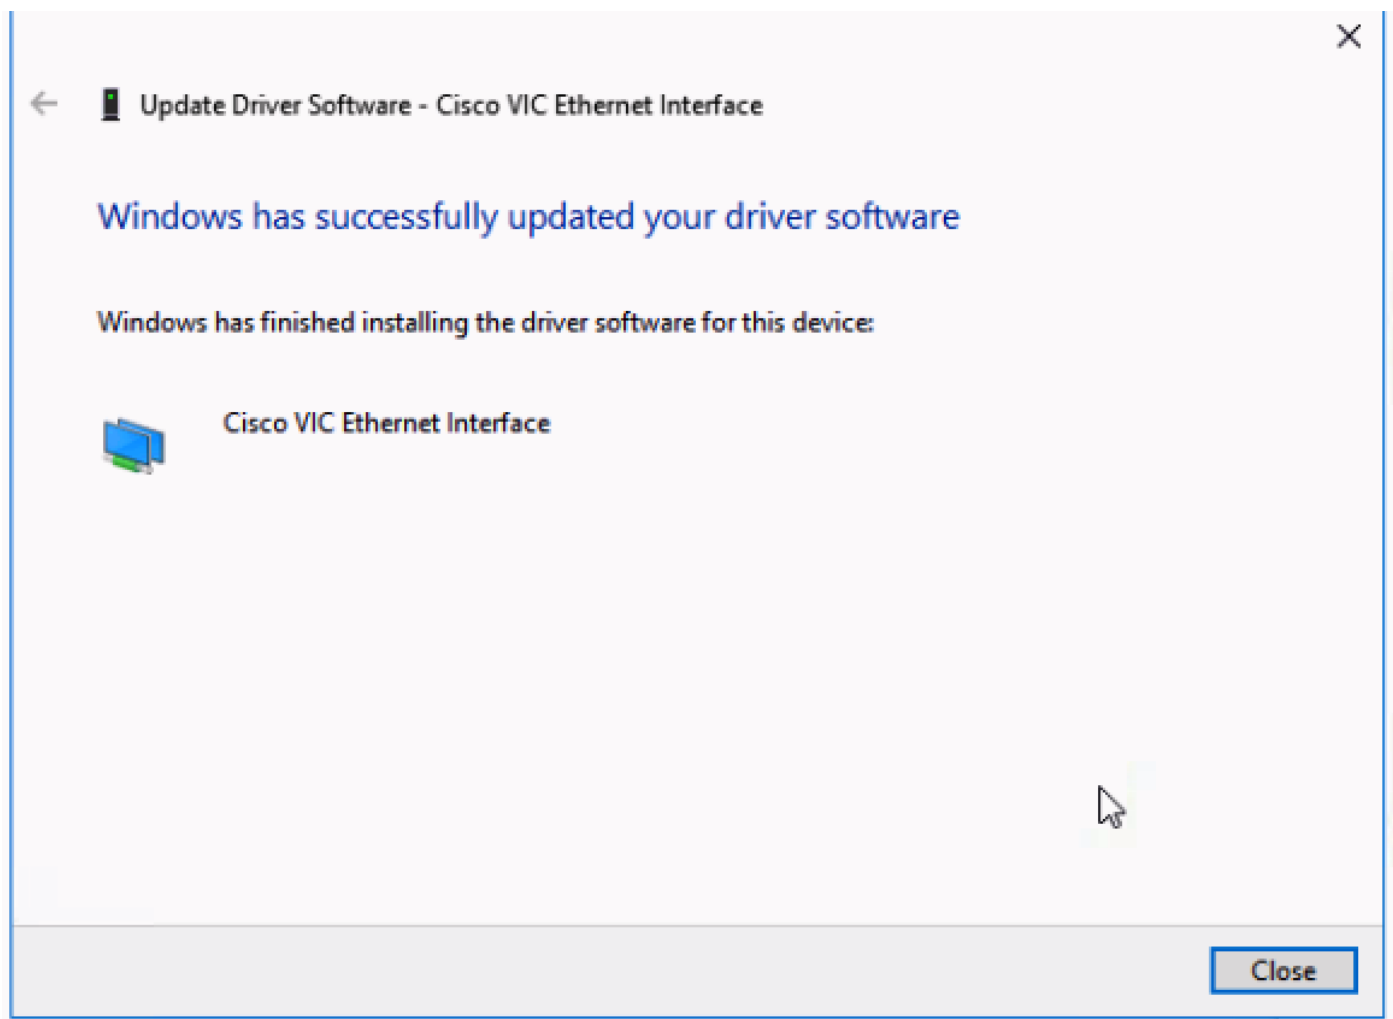 Update Driver Software - Cisco VIC Ethernet Interface
Windows has successfully updated your driver software
Windows has finished installing the driver software for this device:
Cisco VIC Ethernet Interface
Close